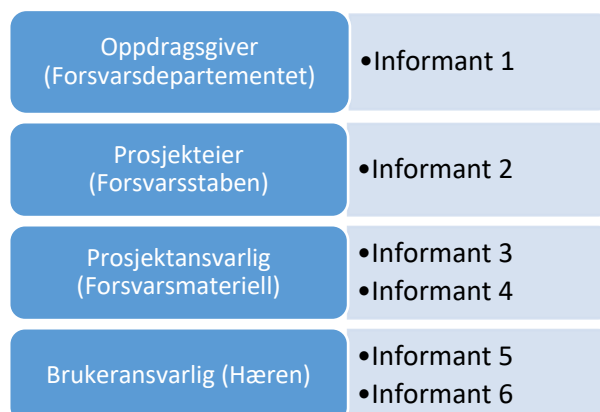 Oppdragsgiver
(Forsvarsdepartementet)
•Informant 1
Prosjekteier
(Forsvarsstaben)
•Informant 2
Prosjektansvarlig
(Forsvarsmateriell)
•Informant 3
•Informant 4
Brukeransvarlig (Hæren)
•Informant 5
•Informant 6